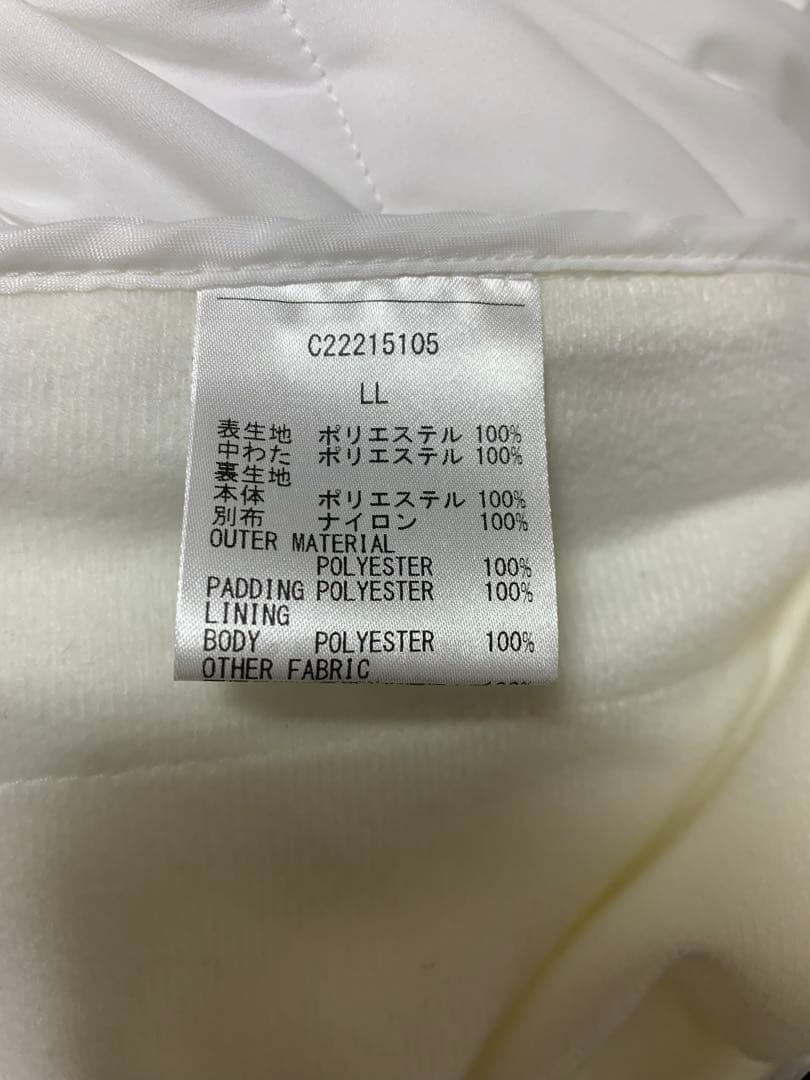 C22215105
LL
表生地 ポリエステル 100%
中わた ポリエステル 100%
裏生地
本体 ポリエステル 100%
別布 ナイロン 100%
OUTER MATERIAL
POLYESTER 100%
PADDING POLYESTER 100%
LINING
BODY POLYESTER 100%
OTHER FABRIC